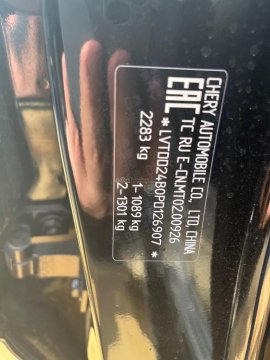 CHERY AUTOMOBILE CO., LTD, CHINA
EAC TC RU E-CN.MT02.00926
*LVTDD24B0PD126907*
2283 kg
1- 1089 kg
2- 1301 kg